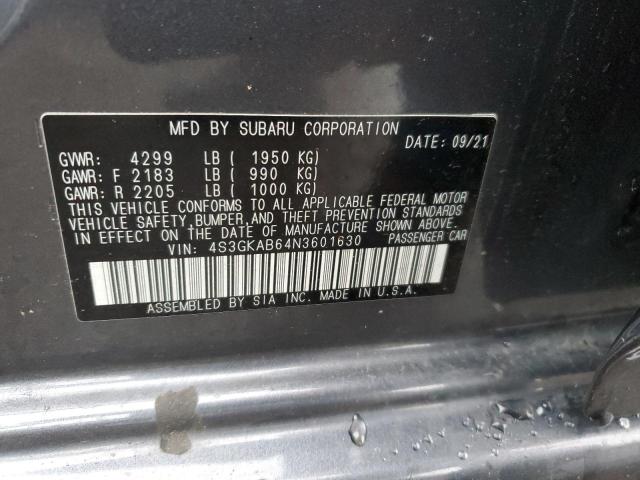 MFD BY SUBARU CORPORATION
DATE: 09/21
GVWR: 4299 LB ( 1950 KG)
GAWR: F 2183 LB ( 990 KG)
GAWR: R 2205 LB ( 1000 KG)
THIS VEHICLE CONFORMS TO ALL APPLICABLE FEDERAL MOTOR
VEHICLE SAFETY, BUMPER, AND THEFT PREVENTION STANDARDS
IN EFFECT ON THE DATE OF MANUFACTURE SHOWN ABOVE.
VIN: 4S3GKAB64N3601630 PASSENGER CAR
ASSEMBLED BY SIA INC. MADE IN U.S.A.